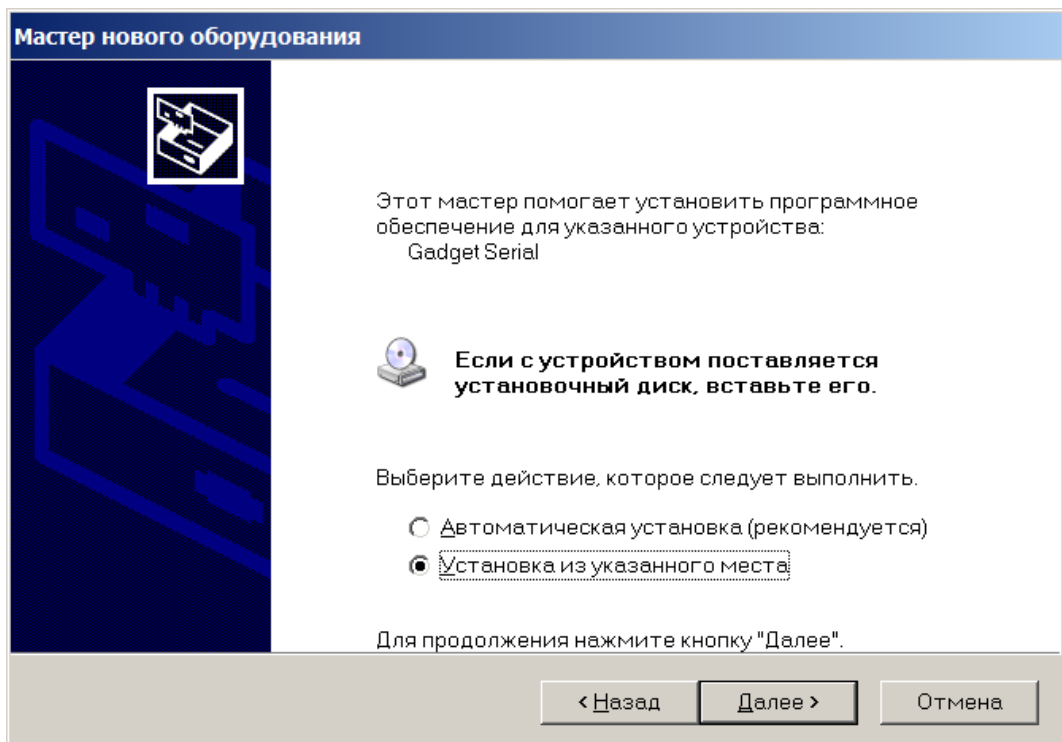 Мастер нового оборудования
Этот мастер помогает установить программное
обеспечение для указанного устройства:
Gadget Serial
Если с устройством поставляется
установочный диск, вставьте его.
Выберите действие, которое следует выполнить.
Автоматическая установка (рекомендуется)
Установка из указанного места
Для продолжения нажмите кнопку "Далее".
< Назад
Далее >
Отмена